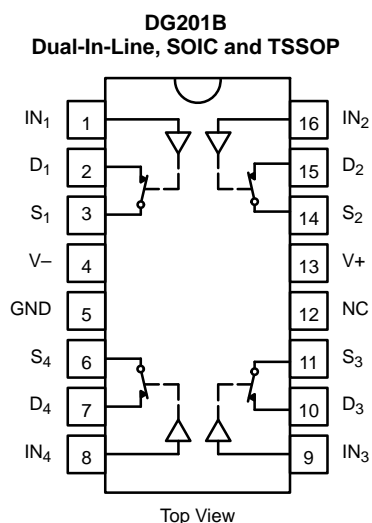 DG201B
Dual-In-Line, SOIC and TSSOP
IN₁ 1 16 IN₂
D₁ 2 15 D₂
S₁ 3 14 S₂
V– 4 13 V+
GND 5 12 NC
S₄ 6 11 S₃
D₄ 7 10 D₃
IN₄ 8 9 IN₃
Top View